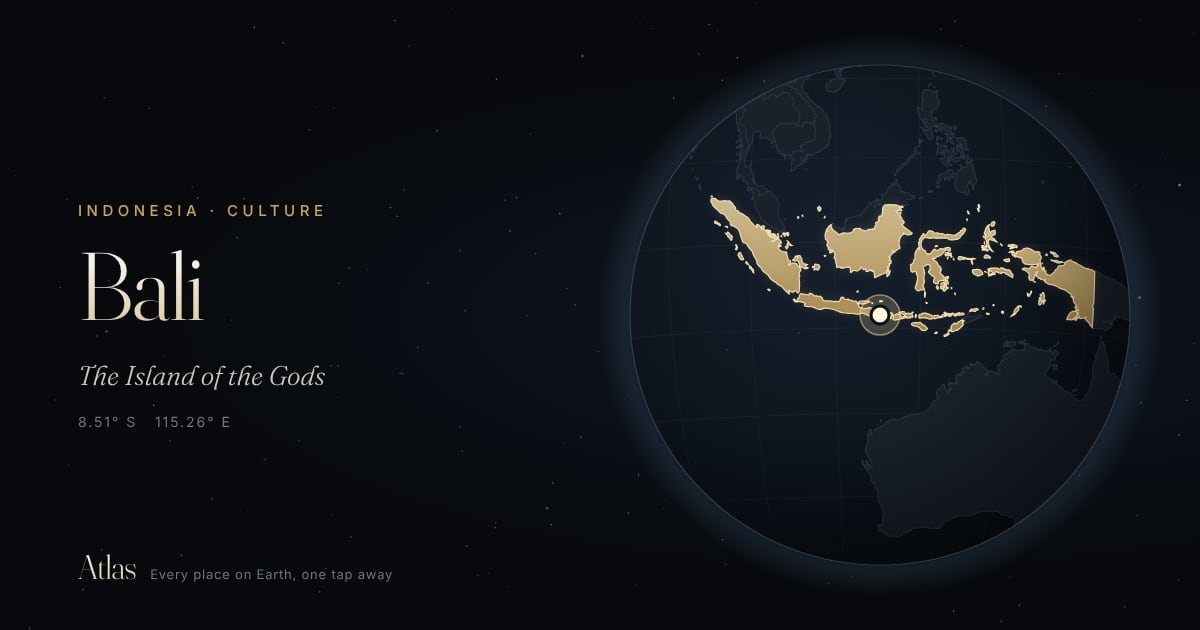 INDONESIA · CULTURE
Bali
The Island of the Gods
8.51° S 115.26° E
Atlas Every place on Earth, one tap away